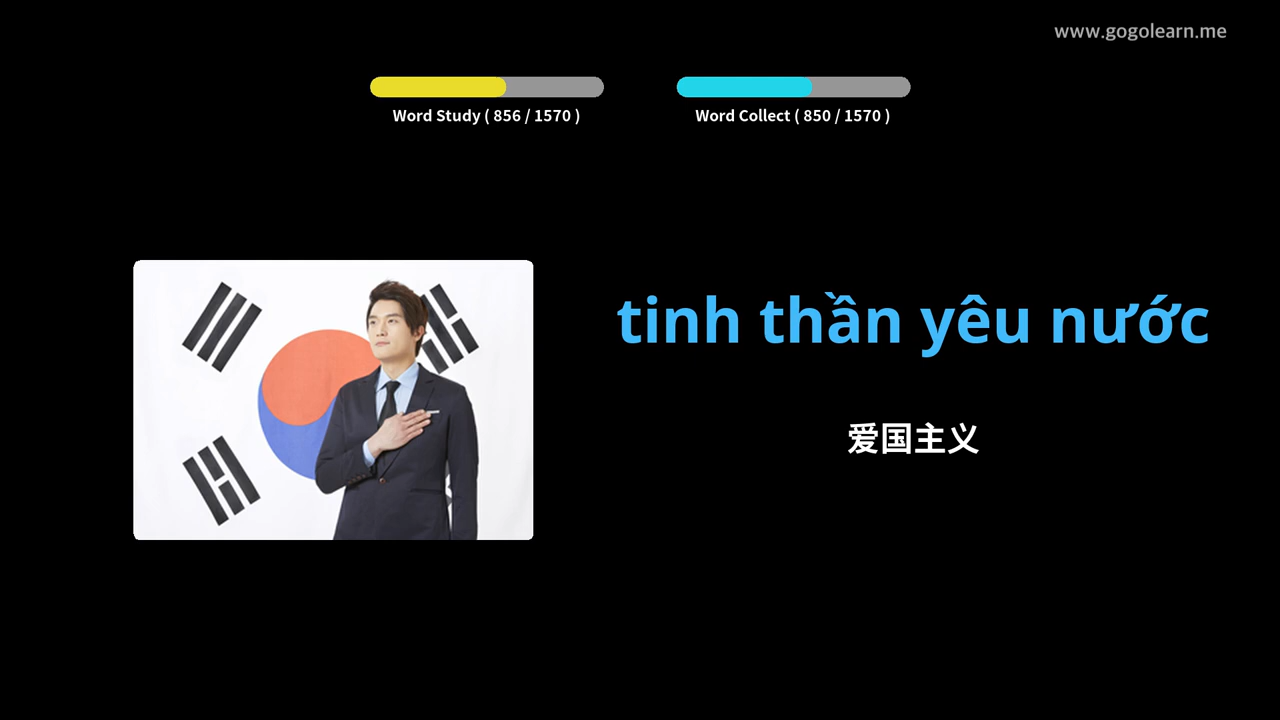 www.gogolearn.me
Word Study ( 856 / 1570 )
Word Collect ( 850 / 1570 )
tinh thần yêu nước
爱国主义